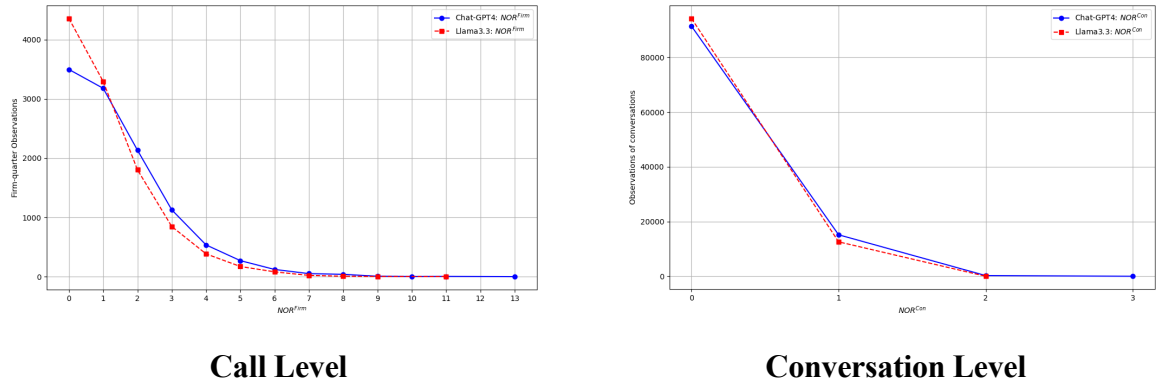 Chat-GPT4: NOR^Firm
Llama3.3: NOR^Firm
Firm-quarter Observations
4000
3000
2000
1000
0
0 1 2 3 4 5 6 7 8 9 10 11 12 13
NOR^Firm
Call Level
Chat-GPT4: NOR^Con
Llama3.3: NOR^Con
Observations of conversations
80000
60000
40000
20000
0
0 1 2 3
NOR^Con
Conversation Level